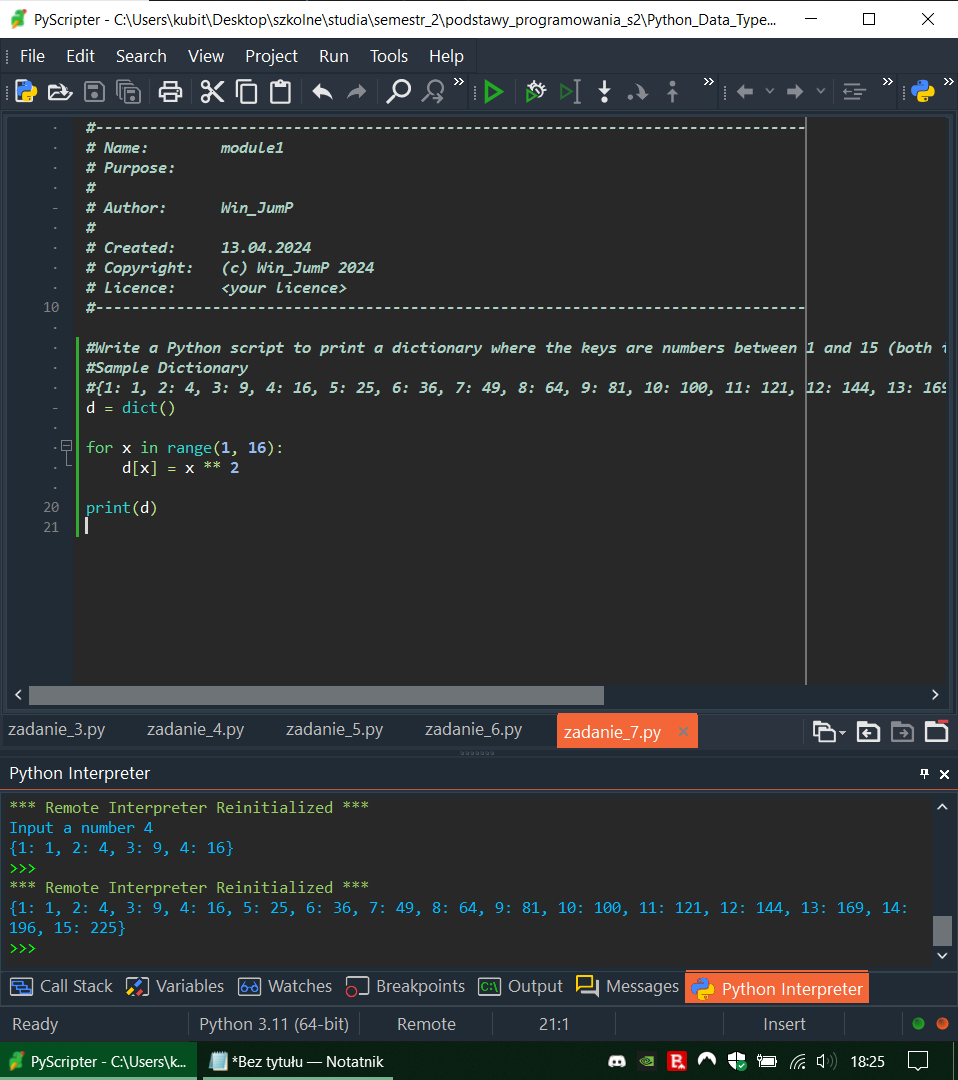 PyScripter - C:\Users\kubit\Desktop\szkolne\studia\semestr_2\podstawy_programowania_s2\Python_Data_Type...
File Edit Search View Project Run Tools Help
#------------------------------------------------------------------------------
# Name: module1
# Purpose:
#
# Author: Win_JumP
#
# Created: 13.04.2024
# Copyright: (c) Win_JumP 2024
# Licence: <your licence>
10 #------------------------------------------------------------------------------
#Write a Python script to print a dictionary where the keys are numbers between 1 and 15 (both
#Sample Dictionary
#{1: 1, 2: 4, 3: 9, 4: 16, 5: 25, 6: 36, 7: 49, 8: 64, 9: 81, 10: 100, 11: 121, 12: 144, 13: 169
d = dict()
for x in range(1, 16):
d[x] = x ** 2
20 print(d)
21
zadanie_3.py zadanie_4.py zadanie_5.py zadanie_6.py zadanie_7.py
Python Interpreter
*** Remote Interpreter Reinitialized ***
Input a number 4
{1: 1, 2: 4, 3: 9, 4: 16}
>>>
*** Remote Interpreter Reinitialized ***
{1: 1, 2: 4, 3: 9, 4: 16, 5: 25, 6: 36, 7: 49, 8: 64, 9: 81, 10: 100, 11: 121, 12: 144, 13: 169, 14:
196, 15: 225}
>>>
Call Stack Variables Watches Breakpoints Output Messages Python Interpreter
Ready Python 3.11 (64-bit) Remote 21:1 Insert
PyScripter - C:\Users\k... *Bez tytułu — Notatnik 18:25